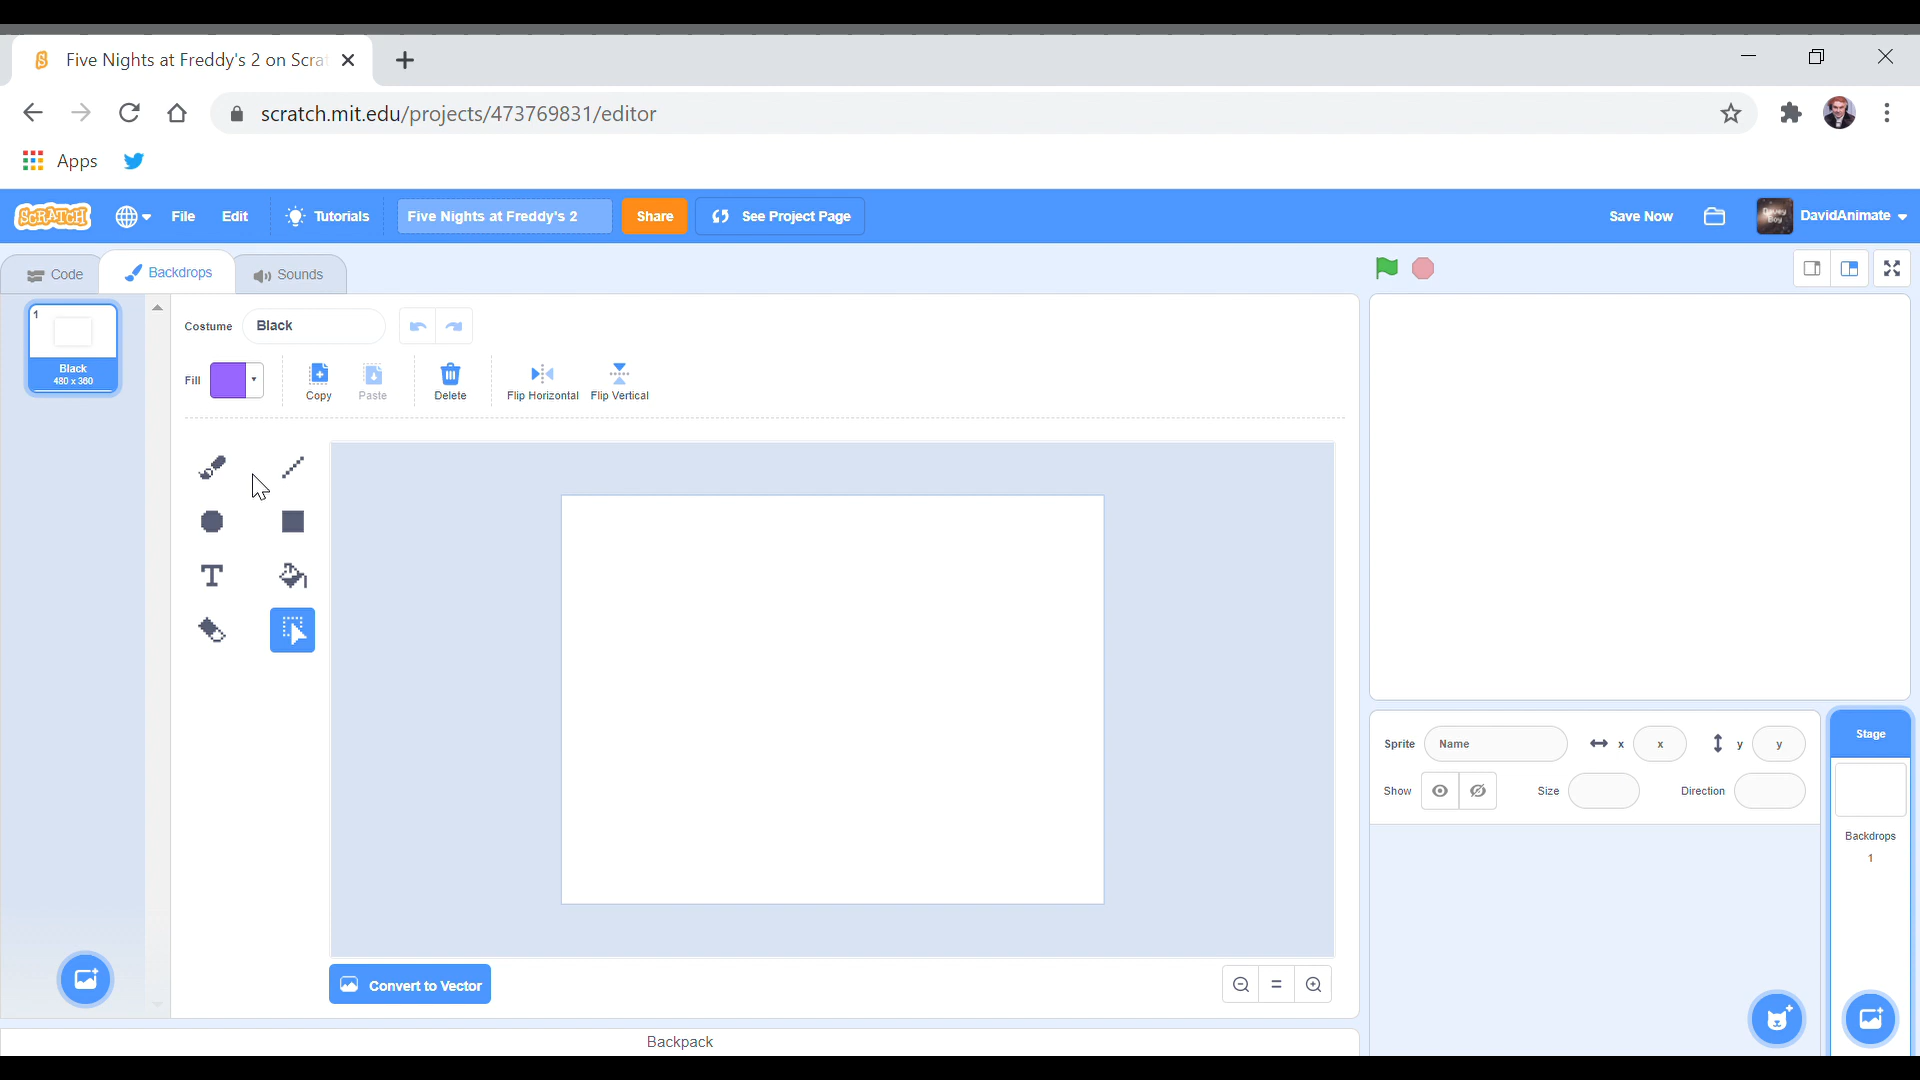 Five Nights at Freddy's 2 on Scra
scratch.mit.edu/projects/473769831/editor
Apps
SCRATCH File Edit Tutorials Five Nights at Freddy's 2 Share See Project Page Save Now DavidAnimate
Code Backdrops Sounds
1
Black
480 x 360
Costume Black
Fill Copy Paste Delete Flip Horizontal Flip Vertical
T
Convert to Vector
=
Backpack
Sprite Name x x y y
Show Size Direction
Stage
Backdrops
1